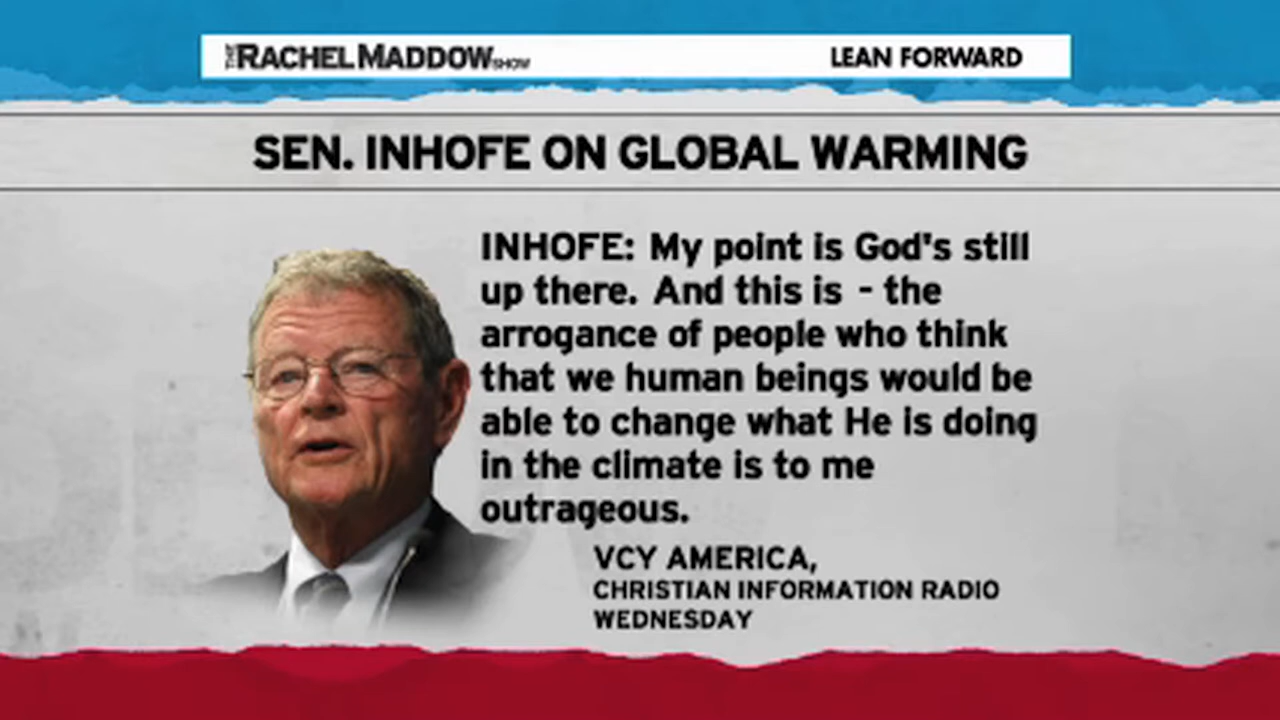 THE RACHEL MADDOW SHOW
LEAN FORWARD
SEN. INHOFE ON GLOBAL WARMING
INHOFE: My point is God's still
up there. And this is - the
arrogance of people who think
that we human beings would be
able to change what He is doing
in the climate is to me
outrageous.
VCY AMERICA,
CHRISTIAN INFORMATION RADIO
WEDNESDAY